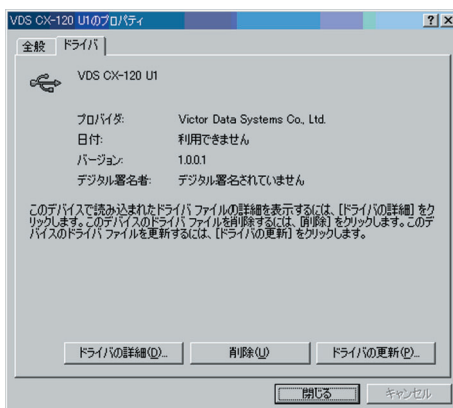 VDS CX-120 U1のプロパティ
全般 ドライバ
VDS CX-120 U1
プロバイダ: Victor Data Systems Co., Ltd.
日付: 利用できません
バージョン: 1.0.0.1
デジタル署名者: デジタル署名されていません
このデバイスで読み込まれたドライバ ファイルの詳細を表示するには、[ドライバの詳細] をク
リックします。このデバイスのドライバ ファイルを削除するには、[削除] をクリックします。このデ
バイスのドライバ ファイルを更新するには、[ドライバの更新] をクリックします。
ドライバの詳細(D)... 削除(U) ドライバの更新(P)...
閉じる キャンセル